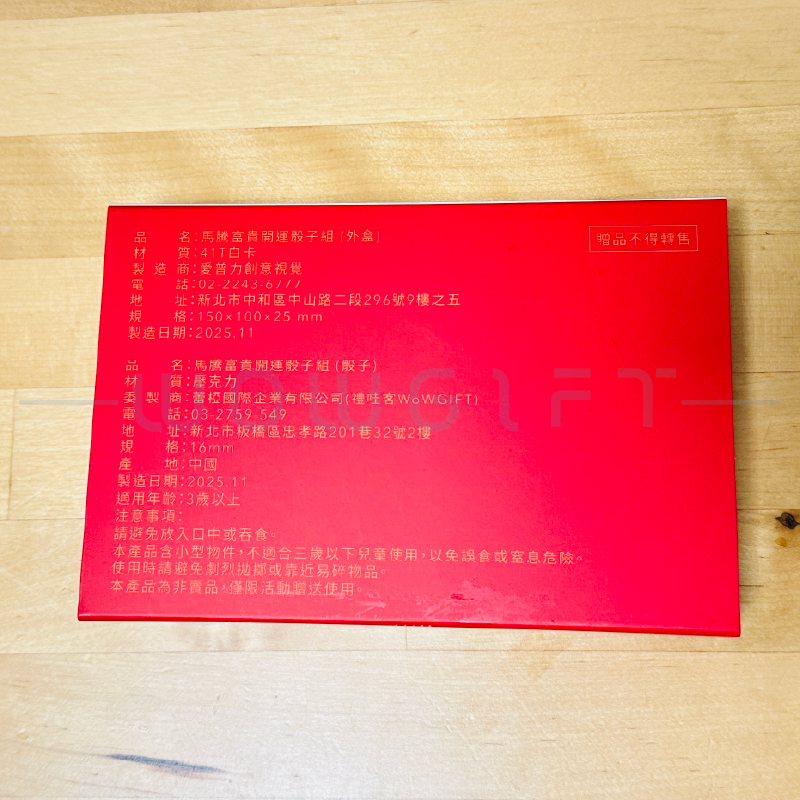 品　名：馬騰富貴開運骰子組（外盒）
贈品不得轉售
材　質：41T白卡
製造商：愛普力創意視覺
電　話：02-2243-6777
地　址：新北市中和區中山路二段296號9樓之五
規　格：150×100×25 mm
製造日期：2025.11
品　名：馬騰富貴開運骰子組（骰子）
材　質：壓克力
委製商：蕾椏國際企業有限公司(禮哇客WoWGIFT)
電　話：03-2759-549
地　址：新北市板橋區忠孝路201巷32號2樓
規　格：16mm
產　地：中國
製造日期：2025.11
適用年齡：3歲以上
注意事項：
請避免放入口中或吞食。
本產品含小型物件，不適合三歲以下兒童使用，以免誤食或窒息危險。
使用時請避免劇烈拋擲或靠近易碎物品。
本產品為非賣品，僅限活動贈送使用。
WOWGIFT